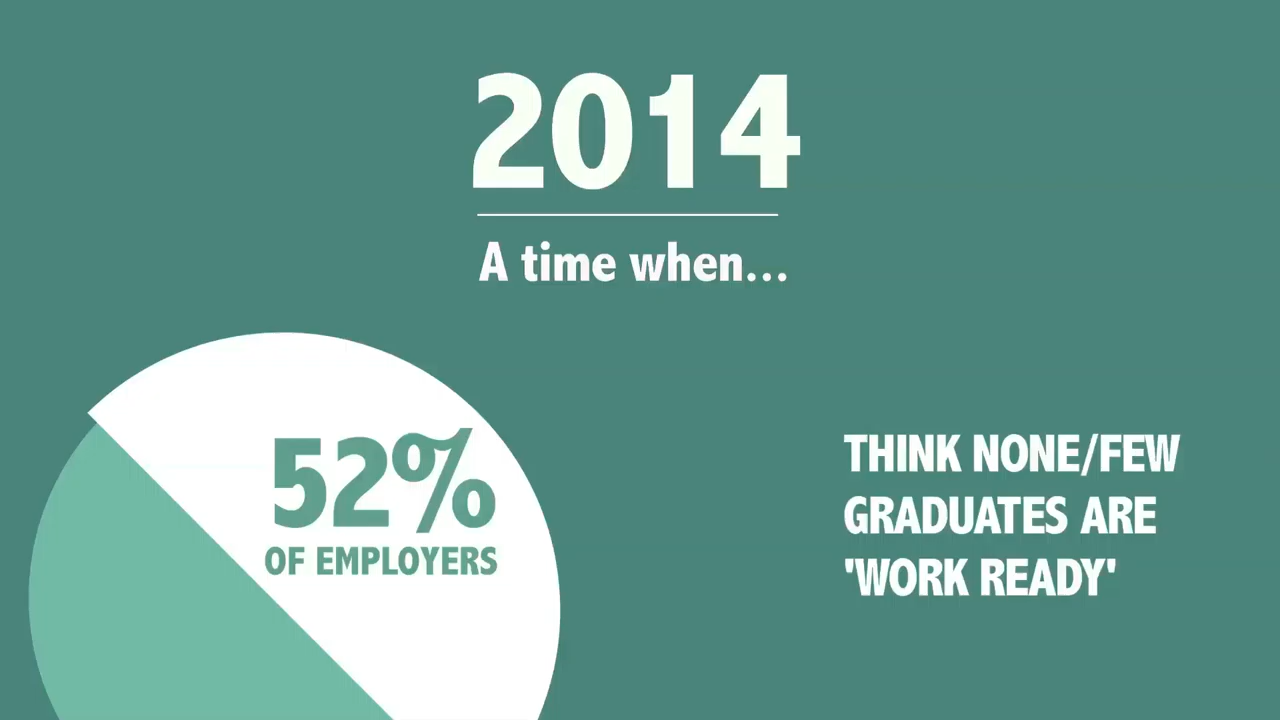 2014
A time when...
52%
OF EMPLOYERS
THINK NONE/FEW
GRADUATES ARE
'WORK READY'